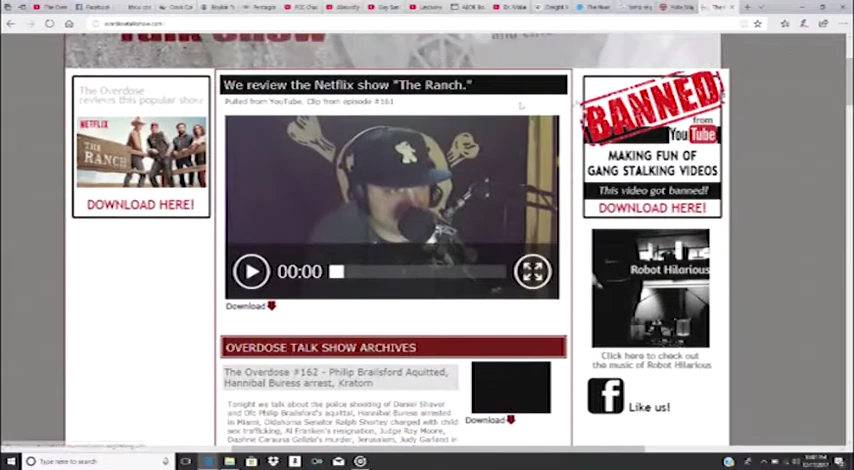 Facebook
overdosetalkshow.com
Talk Show
The Overdose
reviews this popular show
NETFLIX
THE
RANCH
DOWNLOAD HERE!
We review the Netflix show "The Ranch."
Pulled from YouTube. Clip from episode #161
00:00
Download
OVERDOSE TALK SHOW ARCHIVES
The Overdose #162 - Philip Brailsford Aquitted,
Hannibal Buress arrest, Kratom
Tonight we talk about the police shooting of Daniel Shaver
and Ofc Philip Brailsford's aquittal, Hannibal Buress arrested
in Miami, Oklahoma Senator Ralph Shortey charged with child
sex trafficking, Al Franken's resignation, Judge Roy Moore,
Daphne Caruana Galizia's murder, Jerusalem, Judy Garland in
Download
BANNED
from
YouTube
MAKING FUN OF
GANG STALKING VIDEOS
This video got banned!
DOWNLOAD HERE!
Robot Hilarious
Click here to check out
the music of Robot Hilarious
f
Like us!
Type here to search